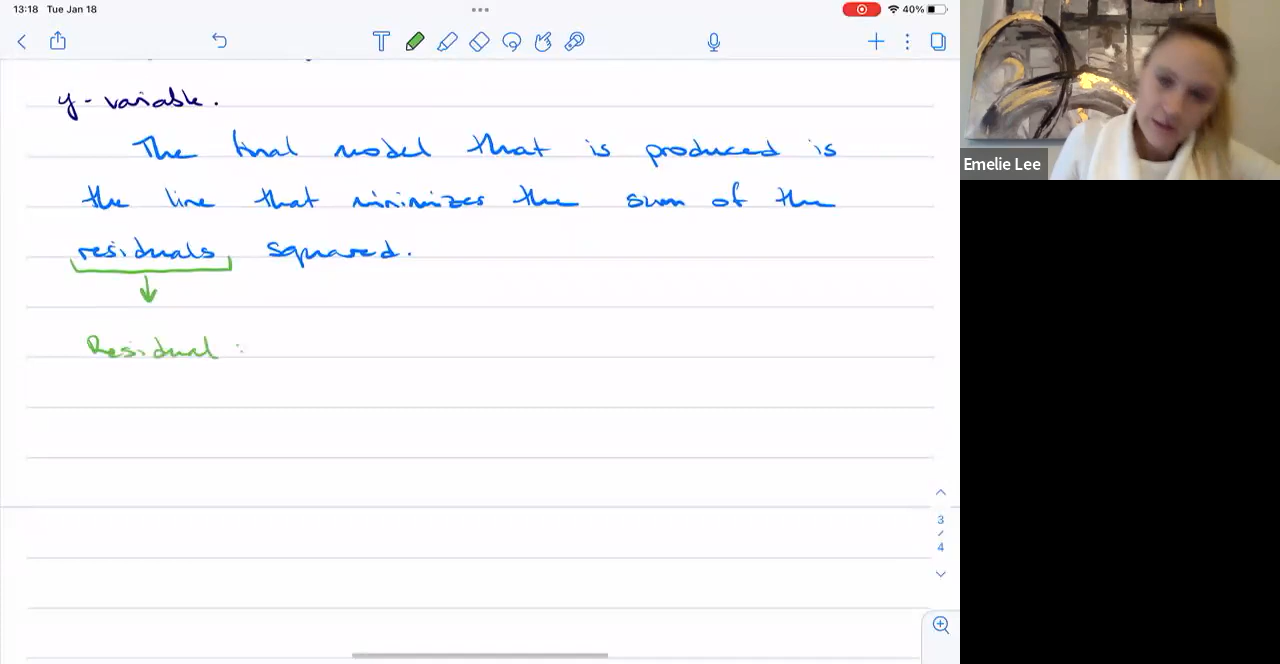 13:18 Tue Jan 18
40%
y-variable.
The final model that is produced is
the line that minimizes the sum of the
residuals squared.
Residual :
3
/
4
Emelie Lee